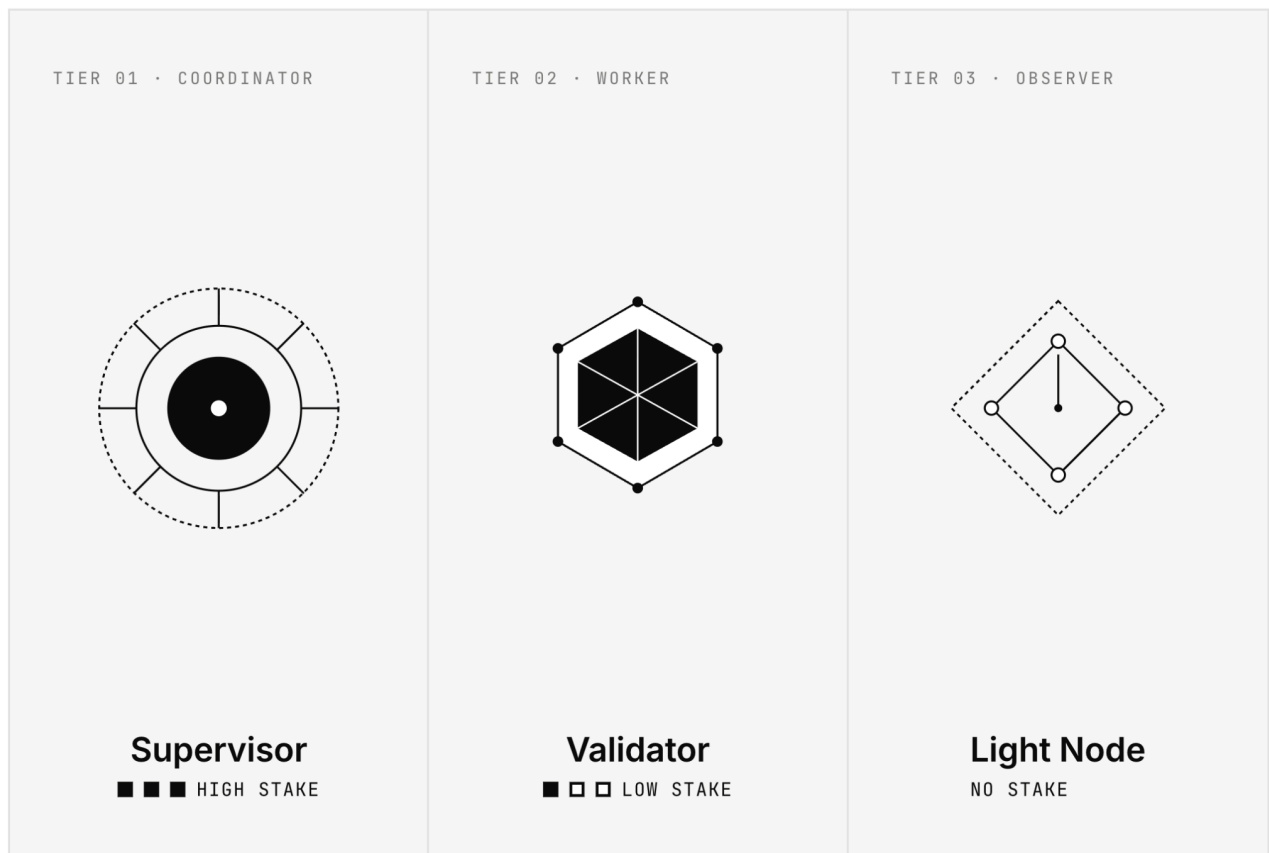 TIER 01 · COORDINATOR
TIER 02 · WORKER
TIER 03 · OBSERVER
Supervisor
HIGH STAKE
Validator
LOW STAKE
Light Node
NO STAKE